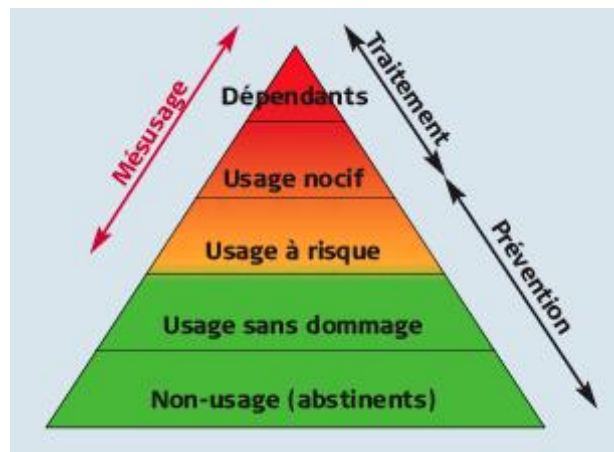 Mésusage
Traitement
Prévention
Dépendants
Usage nocif
Usage à risque
Usage sans dommage
Non-usage (abstinents)